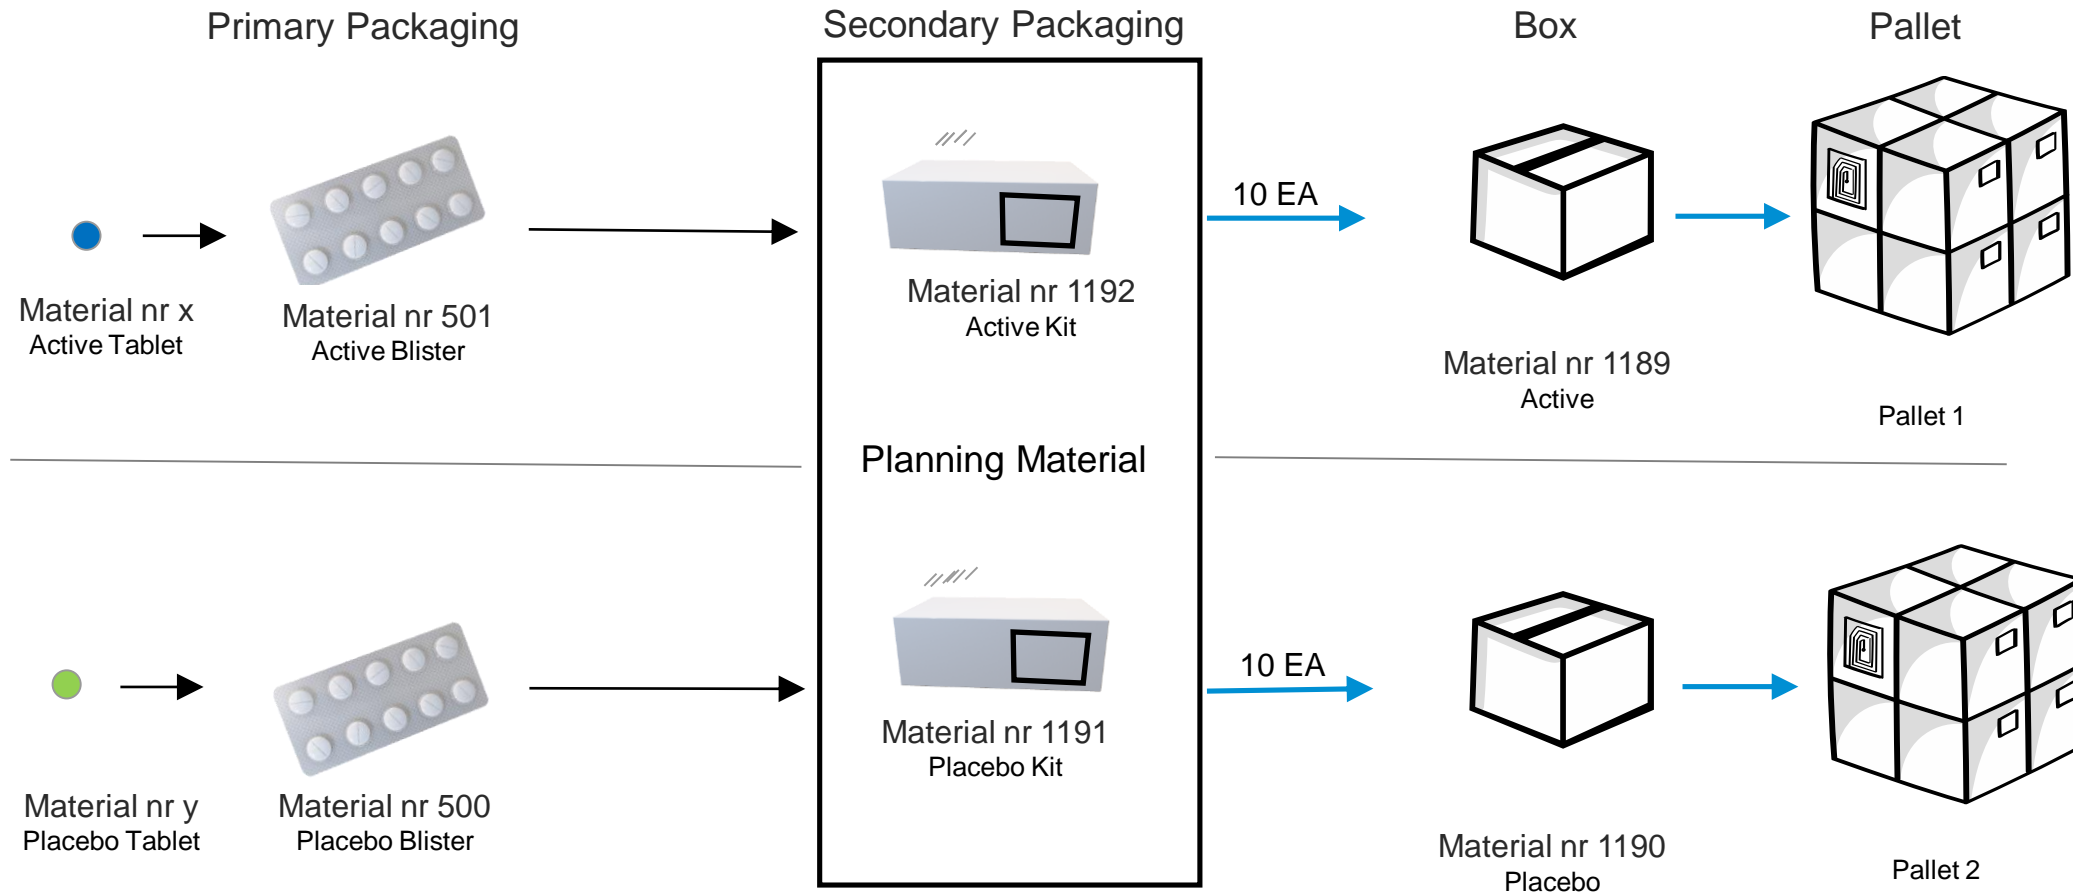 Primary Packaging
Secondary Packaging
Box
Pallet
10 EA
Material nr x
Active Tablet
Material nr 501
Active Blister
Material nr 1192
Active Kit
Material nr 1189
Active
Pallet 1
Planning Material
10 EA
Material nr y
Placebo Tablet
Material nr 500
Placebo Blister
Material nr 1191
Placebo Kit
Material nr 1190
Placebo
Pallet 2